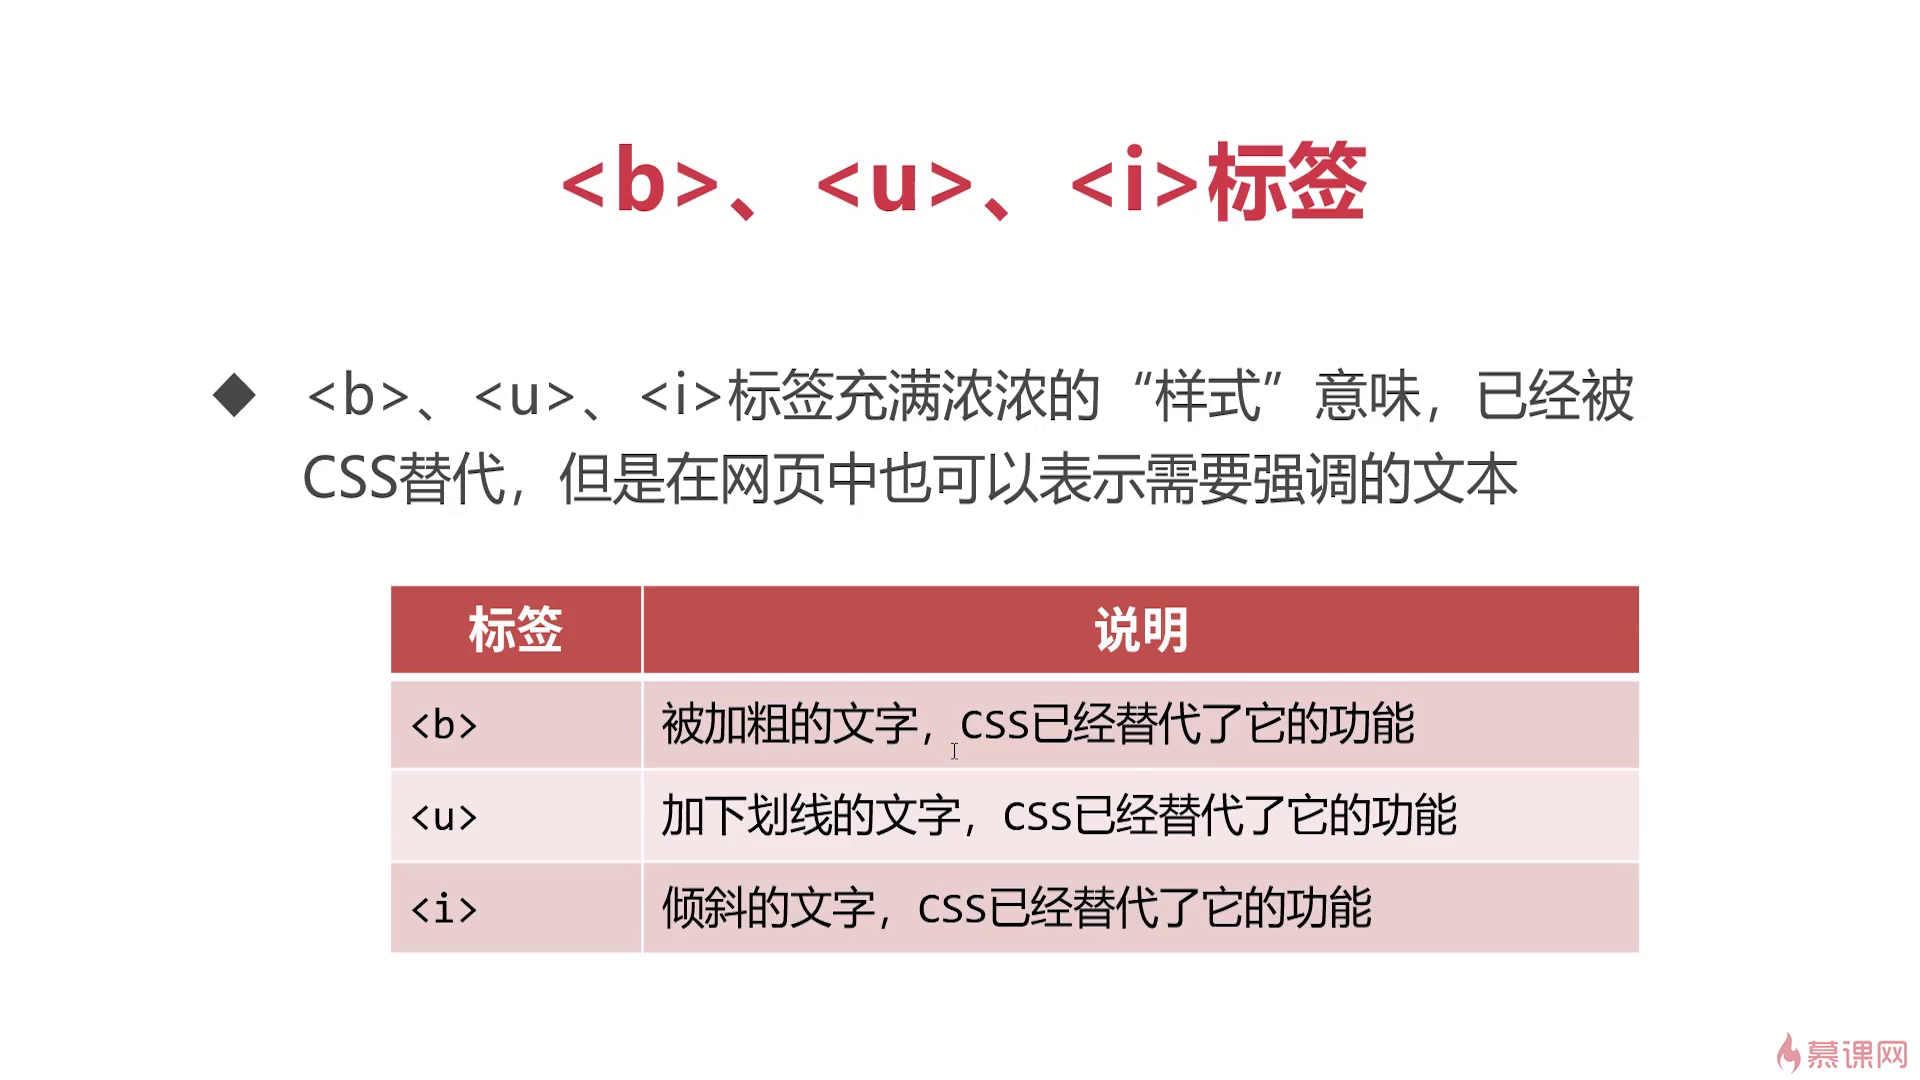 <b>、<u>、<i>标签
<b>、<u>、<i>标签充满浓浓的“样式”意味，已经被
CSS替代，但是在网页中也可以表示需要强调的文本
标签 说明
<b> 被加粗的文字，CSS已经替代了它的功能
<u> 加下划线的文字，CSS已经替代了它的功能
<i> 倾斜的文字，CSS已经替代了它的功能
慕课网